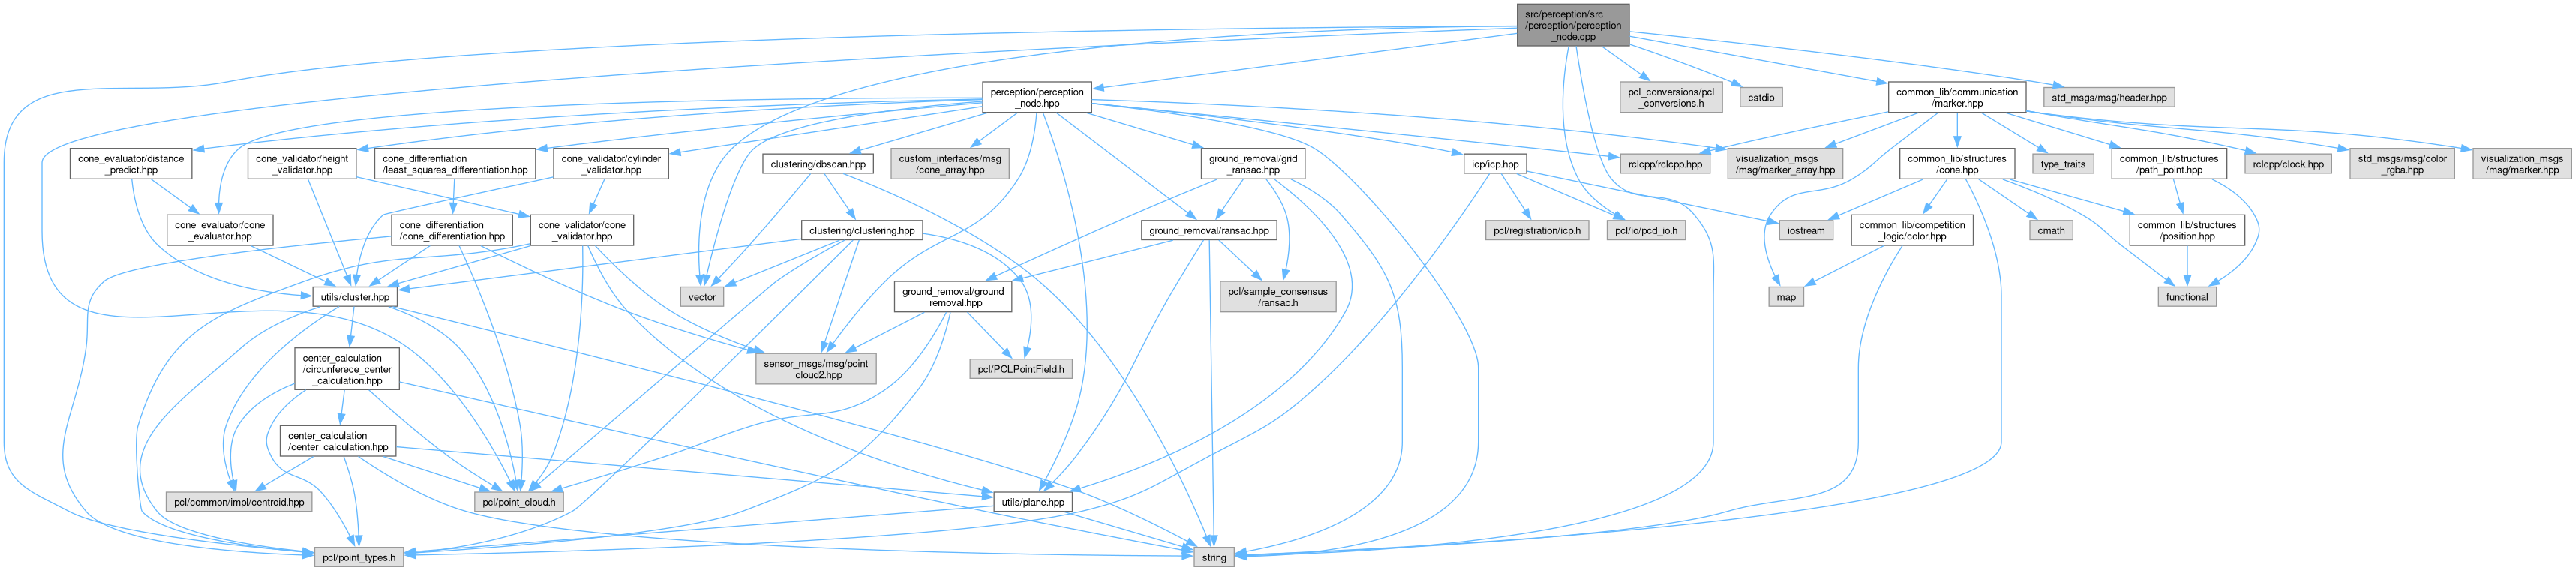 src/perception/src
/perception/perception
_node.cpp
perception/perception
_node.hpp
pcl_conversions/pcl
_conversions.h
cstdio
common_lib/communication
/marker.hpp
std_msgs/msg/header.hpp
cone_evaluator/distance
_predict.hpp
cone_validator/height
_validator.hpp
cone_differentiation
/least_squares_differentiation.hpp
cone_validator/cylinder
_validator.hpp
clustering/dbscan.hpp
custom_interfaces/msg
/cone_array.hpp
ground_removal/grid
_ransac.hpp
icp/icp.hpp
rclcpp/rclcpp.hpp
visualization_msgs
/msg/marker_array.hpp
type_traits
common_lib/structures
/cone.hpp
common_lib/structures
/path_point.hpp
rclcpp/clock.hpp
std_msgs/msg/color
_rgba.hpp
visualization_msgs
/msg/marker.hpp
cone_evaluator/cone
_evaluator.hpp
cone_differentiation
/cone_differentiation.hpp
cone_validator/cone
_validator.hpp
clustering/clustering.hpp
ground_removal/ransac.hpp
pcl/registration/icp.h
pcl/io/pcd_io.h
iostream
common_lib/competition
_logic/color.hpp
cmath
common_lib/structures
/position.hpp
utils/cluster.hpp
vector
ground_removal/ground
_removal.hpp
pcl/sample_consensus
/ransac.h
map
functional
center_calculation
/circunferece_center
_calculation.hpp
sensor_msgs/msg/point
_cloud2.hpp
pcl/PCLPointField.h
center_calculation
/center_calculation.hpp
pcl/common/impl/centroid.hpp
pcl/point_cloud.h
utils/plane.hpp
pcl/point_types.h
string